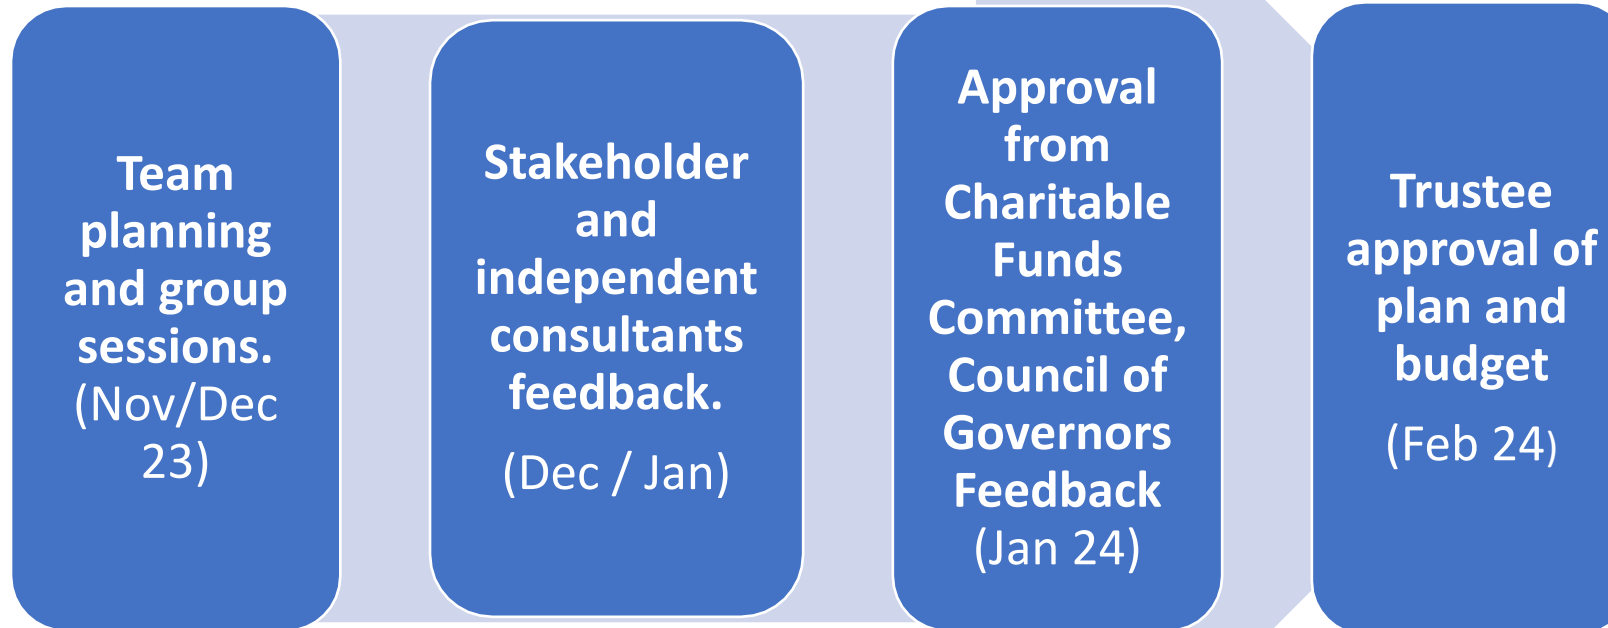 Team
planning
and group
sessions.
(Nov/Dec
23)
Stakeholder
and
independent
consultants
feedback.
(Dec / Jan)
Approval
from
Charitable
Funds
Committee,
Council of
Governors
Feedback
(Jan 24)
Trustee
approval of
plan and
budget
(Feb 24)